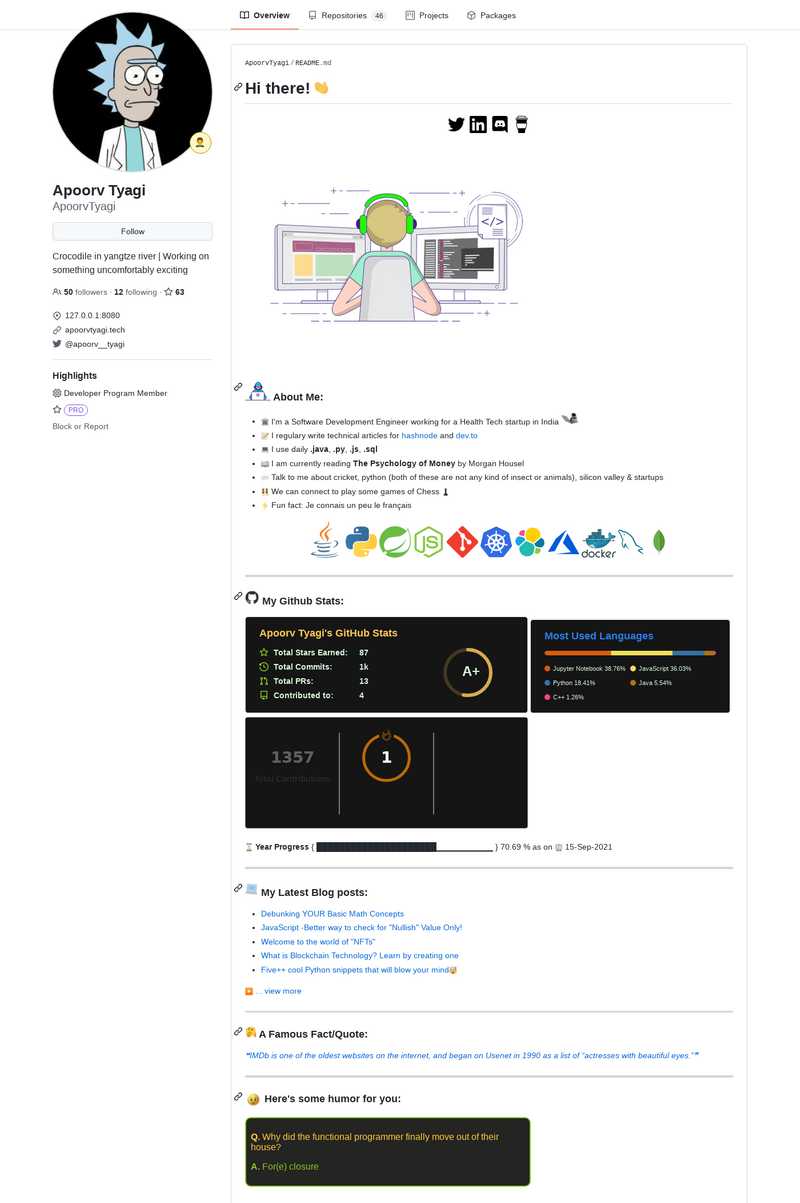 Overview
Repositories 46
Projects
Packages
Apoorv Tyagi
ApoorvTyagi
Follow
Crocodile in yangtze river | Working on
something uncomfortably exciting
50 followers · 12 following · 63
127.0.0.1:8080
apoorvtyagi.tech
@apoorv__tyagi
Highlights
Developer Program Member
PRO
Block or Report
ApoorvTyagi / README.md
Hi there!
</>
About Me:
I'm a Software Development Engineer working for a Health Tech startup in India
I regulary write technical articles for hashnode and dev.to
I use daily .java, .py, .js, .sql
I am currently reading The Psychology of Money by Morgan Housel
Talk to me about cricket, python (both of these are not any kind of insect or animals), silicon valley & startups
We can connect to play some games of Chess
Fun fact: Je connais un peu le français
docker
My Github Stats:
Apoorv Tyagi's GitHub Stats
Total Stars Earned: 87
Total Commits: 1k
Total PRs: 13
Contributed to: 4
A+
Most Used Languages
Jupyter Notebook 38.76% JavaScript 36.03%
Python 18.41% Java 5.54%
C++ 1.26%
1357
Total Contributions
1
Year Progress { █████████████████████▁▁▁▁▁▁▁▁▁ } 70.69 % as on 15-Sep-2021
My Latest Blog posts:
Debunking YOUR Basic Math Concepts
JavaScript -Better way to check for "Nullish" Value Only!
Welcome to the world of "NFTs"
What is Blockchain Technology? Learn by creating one
Five++ cool Python snippets that will blow your mind
... view more
A Famous Fact/Quote:
❝IMDb is one of the oldest websites on the internet, and began on Usenet in 1990 as a list of “actresses with beautiful eyes.”❞
Here's some humor for you:
Q. Why did the functional programmer finally move out of their
house?
A. For(e) closure